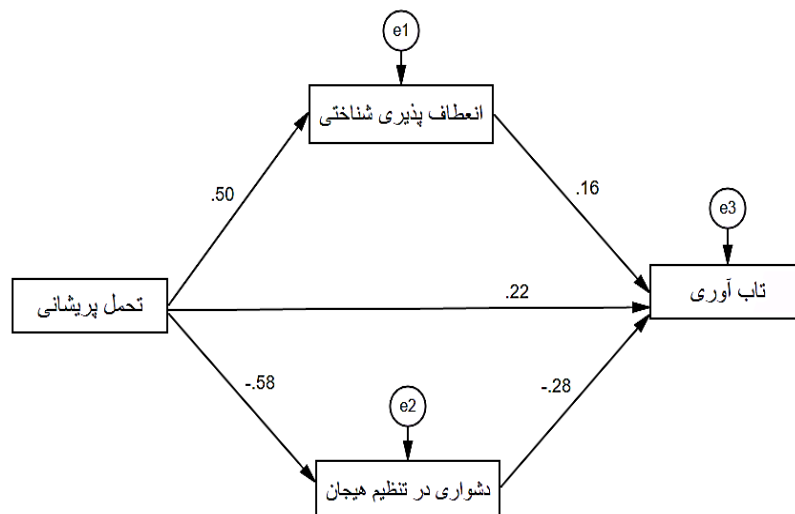 e1
انعطاف پذیری شناختی
.50
.16
e3
تحمل پریشانی
.22
تاب آوری
-.58
e2
-.28
دشواری در تنظیم هیجان